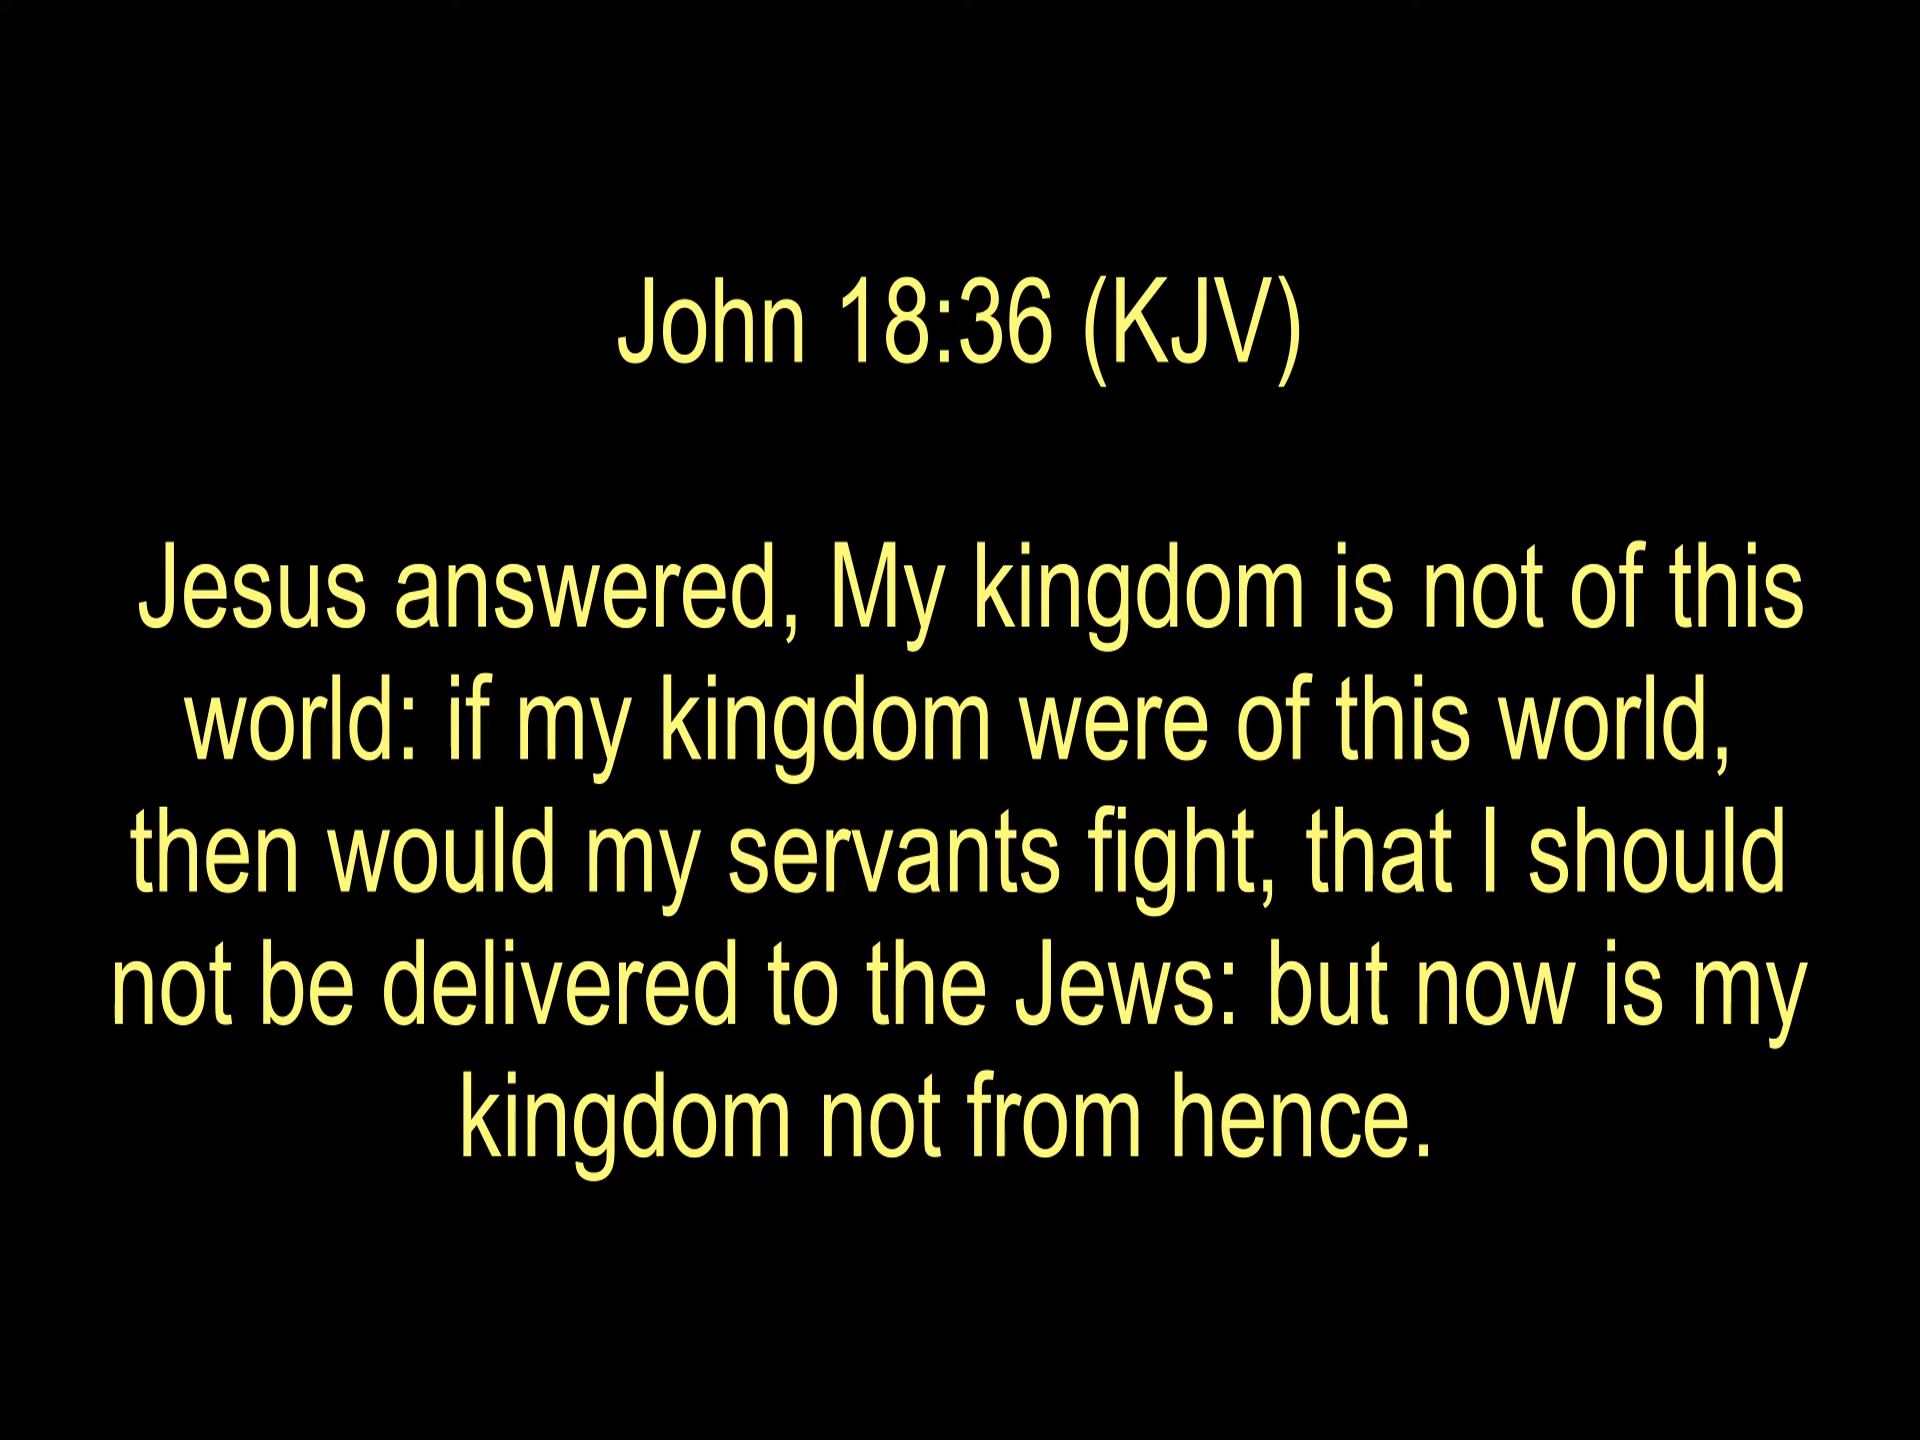 John 18:36 (KJV)
Jesus answered, My kingdom is not of this
world: if my kingdom were of this world,
then would my servants fight, that I should
not be delivered to the Jews: but now is my
kingdom not from hence.